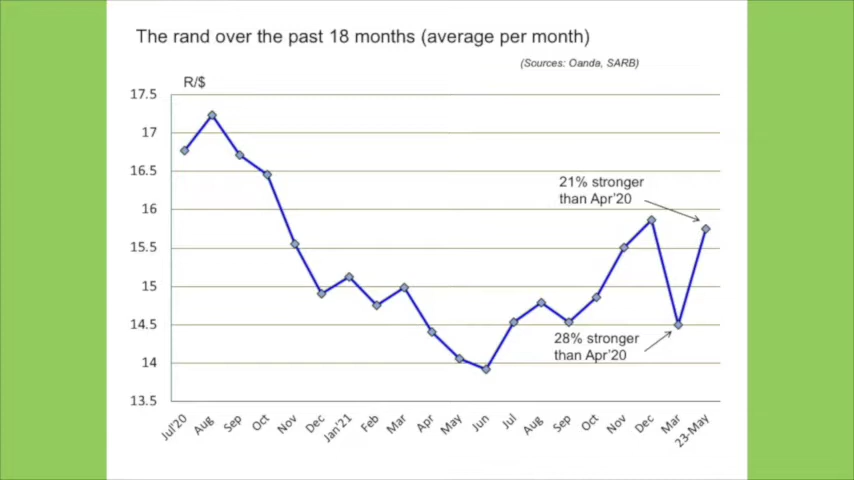 The rand over the past 18 months (average per month)
(Sources: Oanda, SARB)
R/$
17.5
17
16.5
16
15.5
15
14.5
14
13.5
21% stronger
than Apr'20
28% stronger
than Apr'20
Jul'20 Aug Sep Oct Nov Dec Jan'21 Feb Mar Apr May Jun Jul Aug Sep Oct Nov Dec Mar 23-May